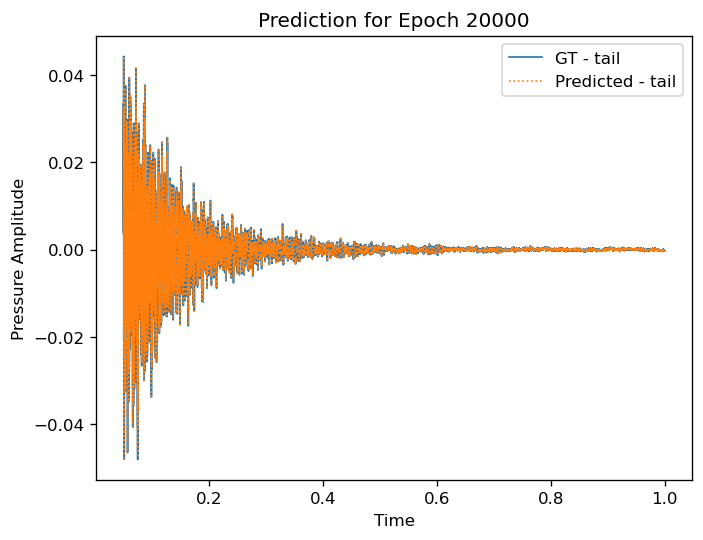 Prediction for Epoch 20000
GT - tail
Predicted - tail
Pressure Amplitude
0.04
0.02
0.00
−0.02
−0.04
0.2
0.4
0.6
0.8
1.0
Time